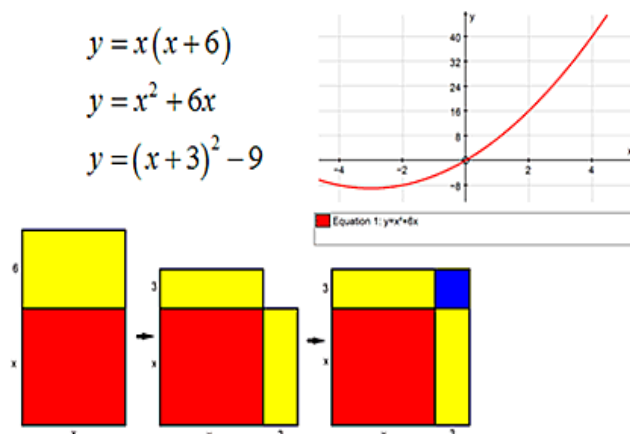 y = x(x+6)
y = x² + 6x
y = (x+3)² − 9
y
40
32
24
16
8
-8
-4 -2 0 2 4
Equation 1: y=x²+6x
6
x
3
x
3
x